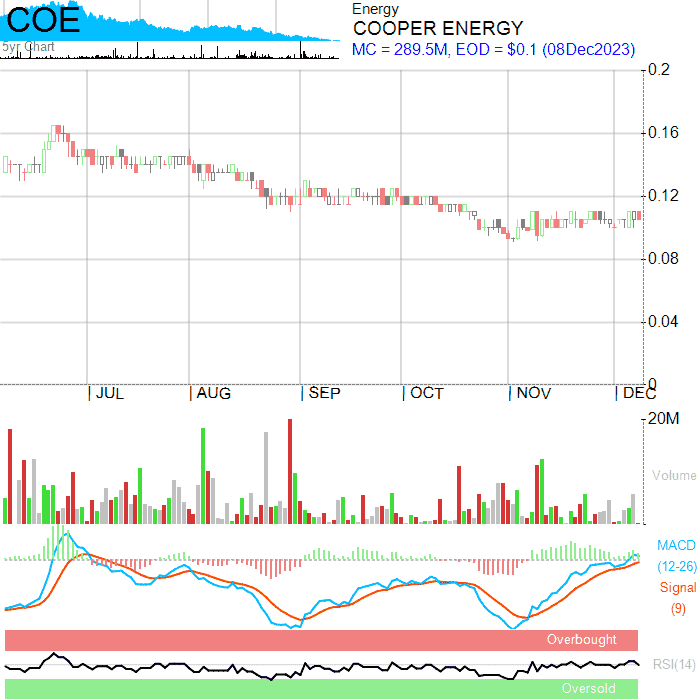 COE
5yr Chart
Energy
COOPER ENERGY
MC = 289.5M, EOD = $0.1 (08Dec2023)
0.2
0.16
0.12
0.08
0.04
0
JUL AUG SEP OCT NOV DEC
20M
Volume
MACD
(12-26)
Signal
(9)
Overbought
RSI(14)
Oversold